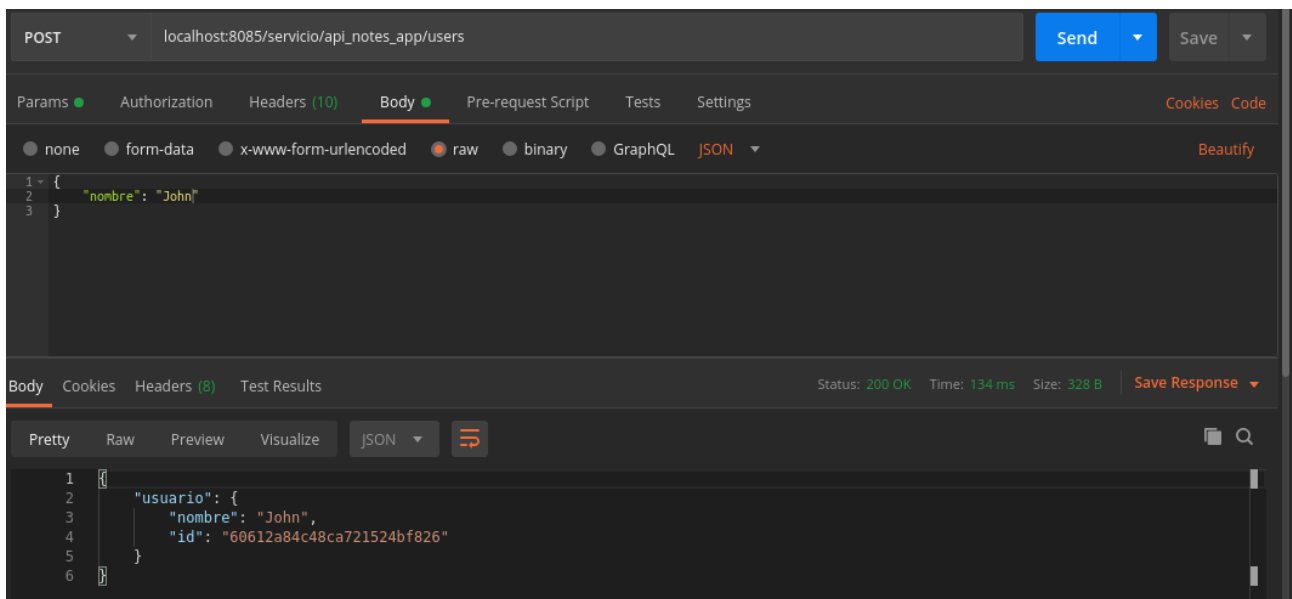 POST localhost:8085/servicio/api_notes_app/users Send Save
Params Authorization Headers (10) Body Pre-request Script Tests Settings Cookies Code
none form-data x-www-form-urlencoded raw binary GraphQL JSON Beautify
1 {
2 "nombre": "John"
3 }
Body Cookies Headers (8) Test Results Status: 200 OK Time: 134 ms Size: 328 B Save Response
Pretty Raw Preview Visualize JSON
1 {
2 "usuario": {
3 "nombre": "John",
4 "id": "60612a84c48ca721524bf826"
5 }
6 }